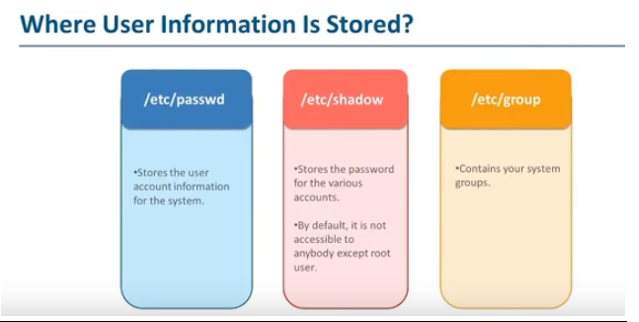 Where User Information Is Stored?
/etc/passwd
•Stores the user
account information
for the system.
/etc/shadow
•Stores the password
for the various
accounts.
•By default, it is not
accessible to
anybody except root
user.
/etc/group
•Contains your system
groups.